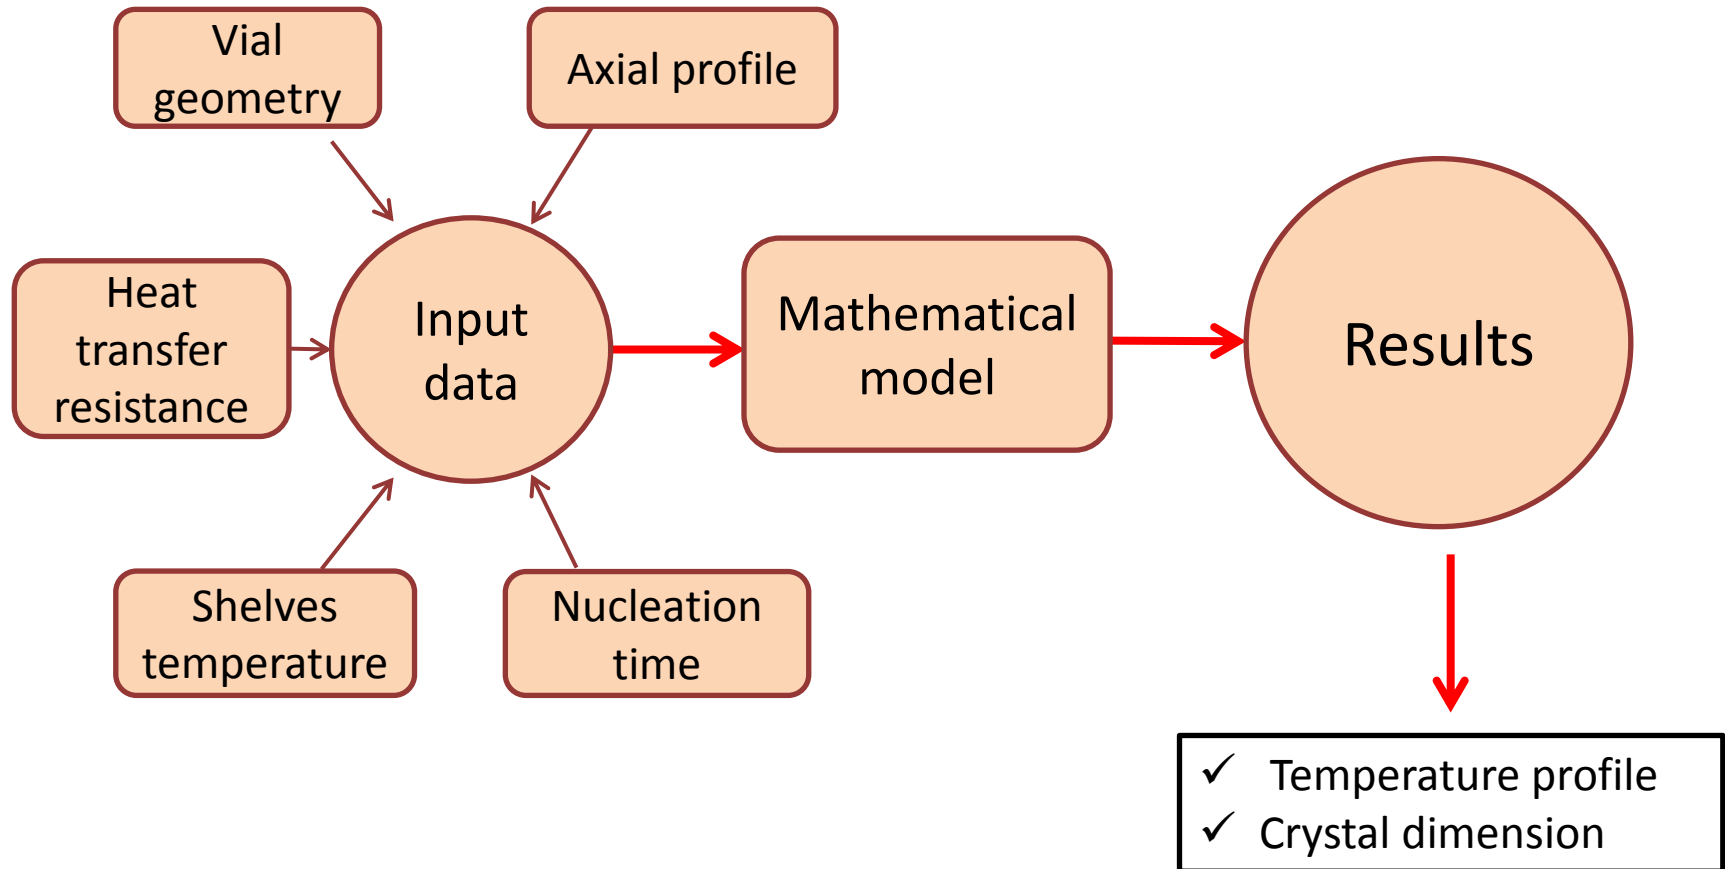 Vial
geometry
Axial profile
Heat
transfer
resistance
Input
data
Mathematical
model
Results
Shelves
temperature
Nucleation
time
✓ Temperature profile
✓ Crystal dimension